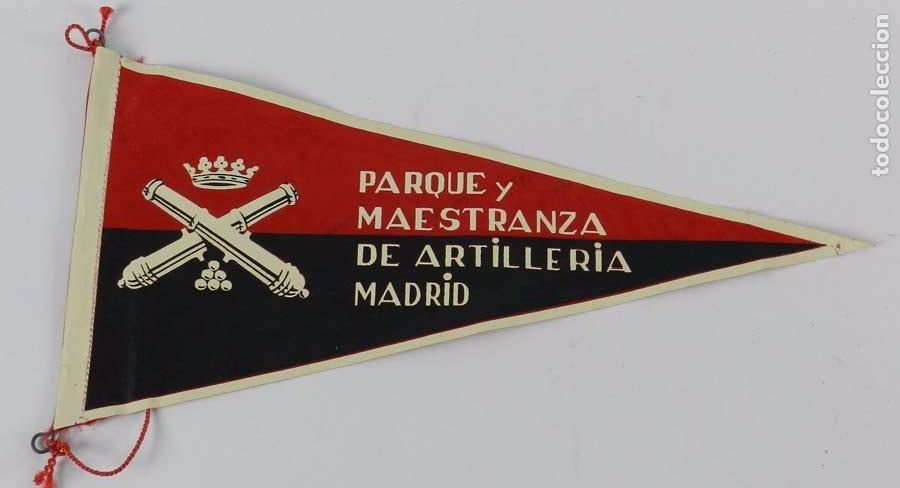 PARQUE y
MAESTRANZA
DE ARTILLERIA
MADRID
todocoleccion